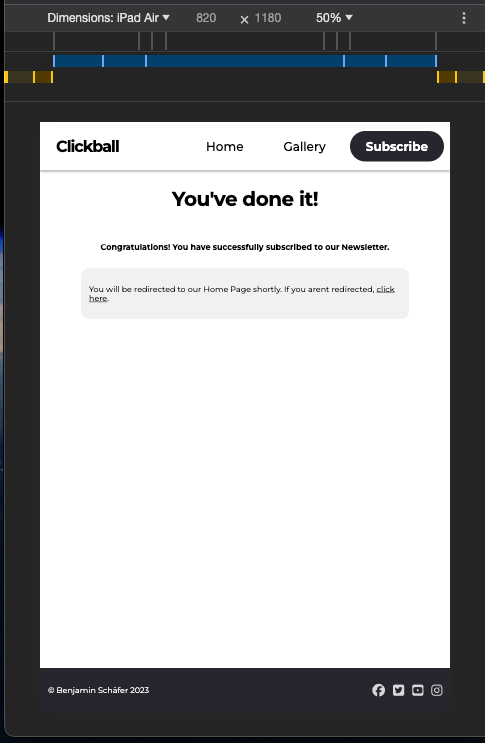 Dimensions: iPad Air 820 × 1180 50%
Clickball Home Gallery Subscribe
You've done it!
Congratulations! You have successfully subscribed to our Newsletter.
You will be redirected to our Home Page shortly. If you arent redirected, click
here.
© Benjamin Schäfer 2023